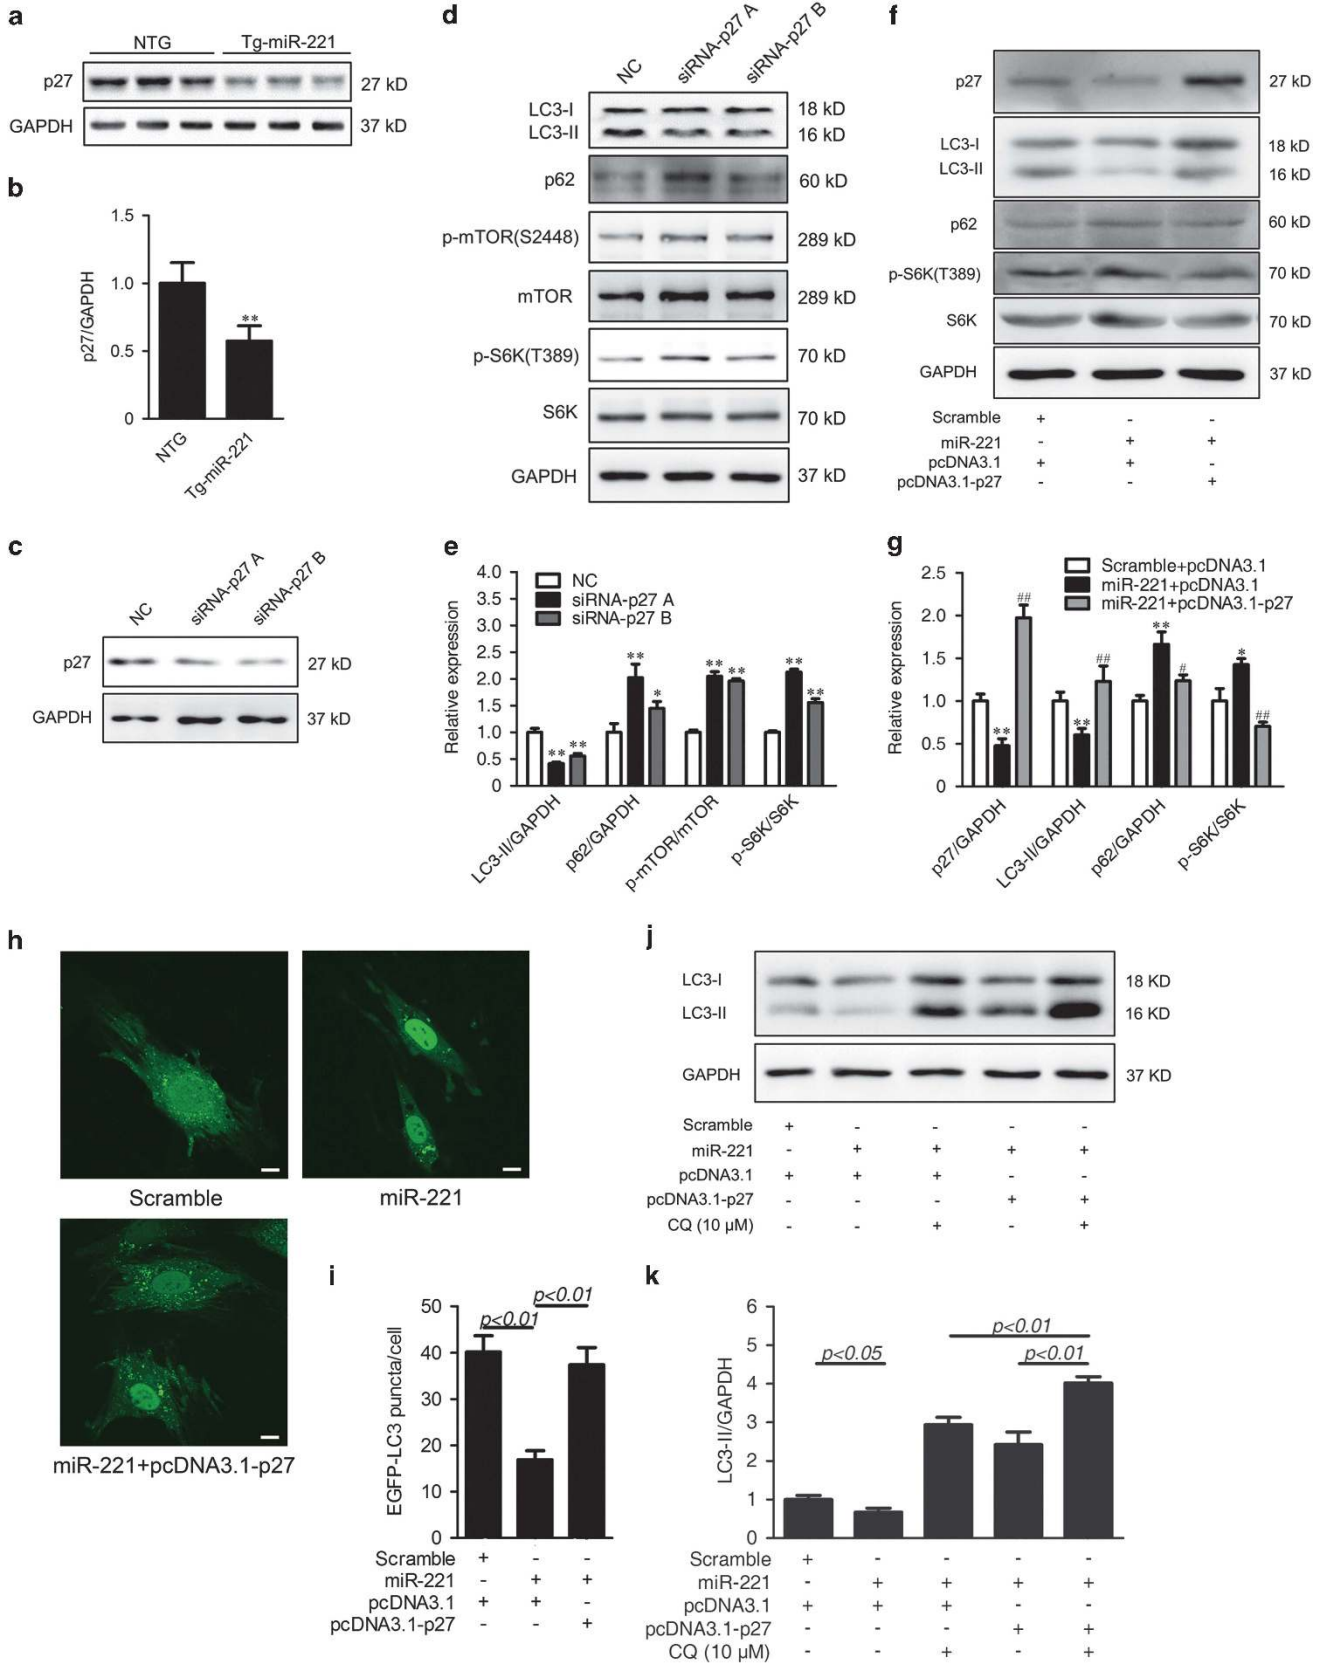 a
NTG Tg-miR-221
p27 27 kD
GAPDH 37 kD
b
1.5
1.0
0.5
0
p27/GAPDH
**
NTG
Tg-miR-221
c
NC siRNA-p27 A siRNA-p27 B
p27 27 kD
GAPDH 37 kD
d
NC siRNA-p27 A siRNA-p27 B
LC3-I 18 kD
LC3-II 16 kD
p62 60 kD
p-mTOR(S2448) 289 kD
mTOR 289 kD
p-S6K(T389) 70 kD
S6K 70 kD
GAPDH 37 kD
e
NC
siRNA-p27 A
siRNA-p27 B
4.0
3.5
3.0
2.5
2.0
1.5
1.0
0.5
0
Relative expression
** ** ** * ** ** ** **
LC3-II/GAPDH
p62/GAPDH
p-mTOR/mTOR
p-S6K/S6K
f
p27 27 kD
LC3-I 18 kD
LC3-II 16 kD
p62 60 kD
p-S6K(T389) 70 kD
S6K 70 kD
GAPDH 37 kD
Scramble + - -
miR-221 - + +
pcDNA3.1 + + -
pcDNA3.1-p27 - - +
g
Scramble+pcDNA3.1
miR-221+pcDNA3.1
miR-221+pcDNA3.1-p27
2.5
2.0
1.5
1.0
0.5
0
Relative expression
** ## ** ## ** # * ##
p27/GAPDH
LC3-II/GAPDH
p62/GAPDH
p-S6K/S6K
h
Scramble
miR-221
miR-221+pcDNA3.1-p27
i
50
40
30
20
10
0
EGFP-LC3 puncta/cell
p<0.01
p<0.01
Scramble + - -
miR-221 - + +
pcDNA3.1 + + -
pcDNA3.1-p27 - - +
j
LC3-I 18 KD
LC3-II 16 KD
GAPDH 37 KD
Scramble + - - - -
miR-221 - + + + +
pcDNA3.1 + + + - -
pcDNA3.1-p27 - - - + +
CQ (10 µM) - - + - +
k
6
5
4
3
2
1
0
LC3-II/GAPDH
p<0.01
p<0.05 p<0.01
Scramble + - - - -
miR-221 - + + + +
pcDNA3.1 + + + - -
pcDNA3.1-p27 - - - + +
CQ (10 µM) - - + - +